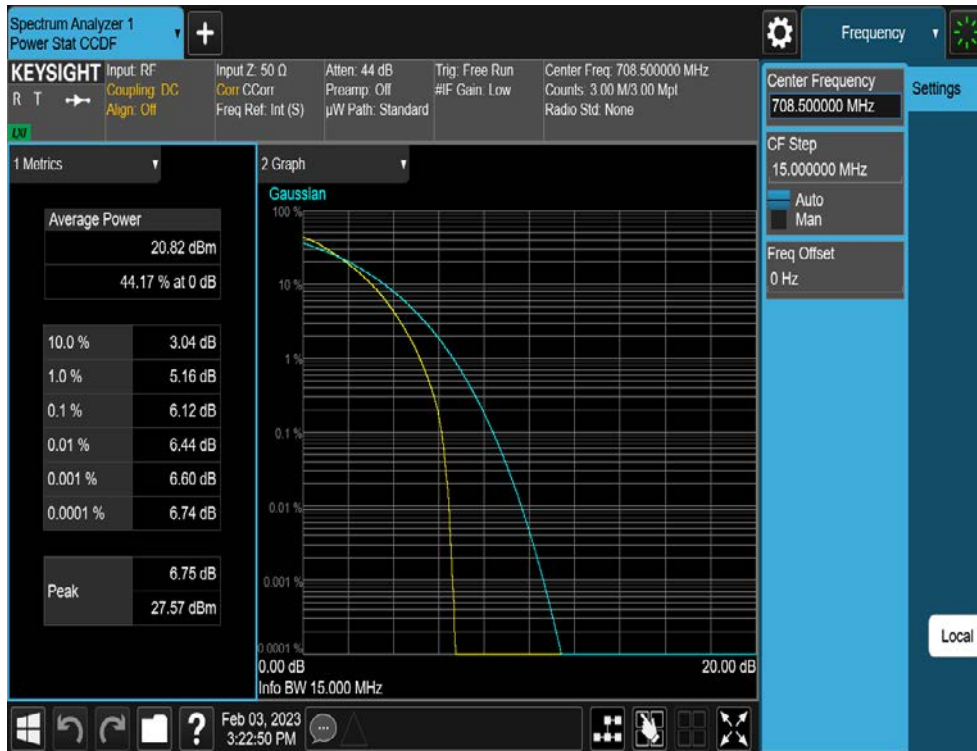 Spectrum Analyzer 1
Power Stat CCDF
+
Frequency
KEYSIGHT
R T
LXI
Input: RF
Coupling: DC
Align: Off
Input Z: 50 Ω
Corr CCorr
Freq Ref: Int (S)
Atten: 44 dB
Preamp: Off
µW Path: Standard
Trig: Free Run
#IF Gain: Low
Center Freq: 708.500000 MHz
Counts: 3.00 M/3.00 Mpt
Radio Std: None
1 Metrics
Average Power
20.82 dBm
44.17 % at 0 dB
10.0 % 3.04 dB
1.0 % 5.16 dB
0.1 % 6.12 dB
0.01 % 6.44 dB
0.001 % 6.60 dB
0.0001 % 6.74 dB
Peak
6.75 dB
27.57 dBm
2 Graph
Gaussian
100 %
10 %
1 %
0.1 %
0.01 %
0.001 %
0.0001 %
0.00 dB
20.00 dB
Info BW 15.000 MHz
Center Frequency
708.500000 MHz
Settings
CF Step
15.000000 MHz
Auto
Man
Freq Offset
0 Hz
Local
?
Feb 03, 2023
3:22:50 PM